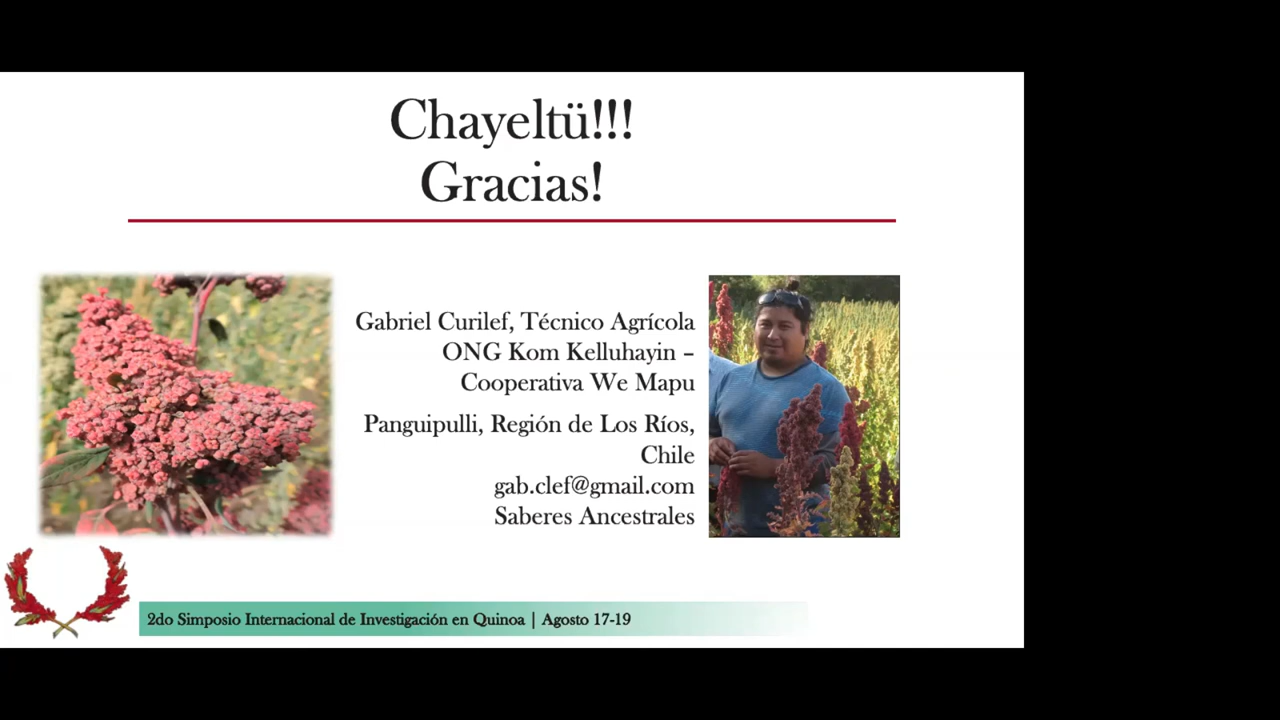 Chayeltü!!!
Gracias!
Gabriel Curilef, Técnico Agrícola
ONG Kom Kelluhayin –
Cooperativa We Mapu
Panguipulli, Región de Los Ríos,
Chile
gab.clef@gmail.com
Saberes Ancestrales
2do Simposio Internacional de Investigación en Quinoa | Agosto 17-19